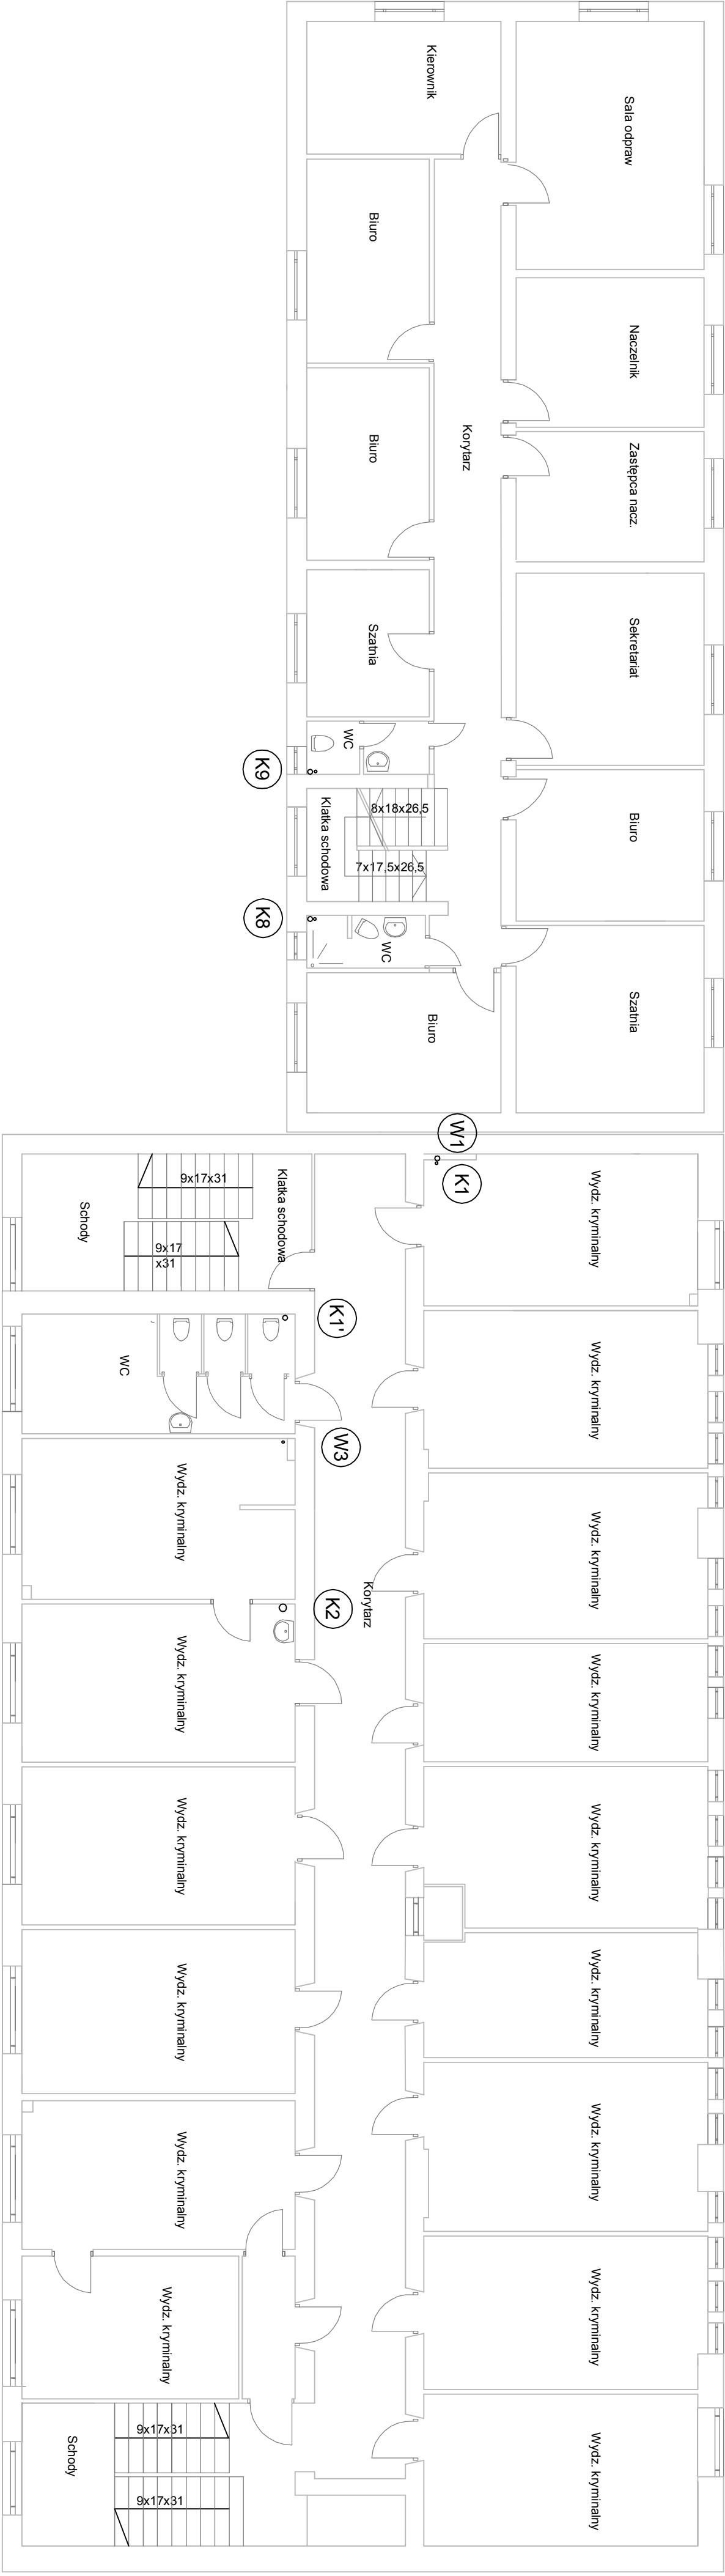 Kierownik
Sala odpraw
Biuro
Naczelnik
Biuro
Korytarz
Zastępca nacz.
Szatnia
Sekretariat
WC
K9
Klatka schodowa
8x18x26,5
7x17,5x26,5
Biuro
K8
WC
Biuro
Szatnia
W1
K1
Schody
9x17x31
9x17
x31
Klatka schodowa
Wydz. kryminalny
K1'
WC
Wydz. kryminalny
W3
Wydz. kryminalny
Wydz. kryminalny
K2
Korytarz
Wydz. kryminalny
Wydz. kryminalny
Wydz. kryminalny
Wydz. kryminalny
Wydz. kryminalny
Wydz. kryminalny
Wydz. kryminalny
Wydz. kryminalny
Wydz. kryminalny
Wydz. kryminalny
Wydz. kryminalny
Schody
9x17x31
9x17x31
Wydz. kryminalny